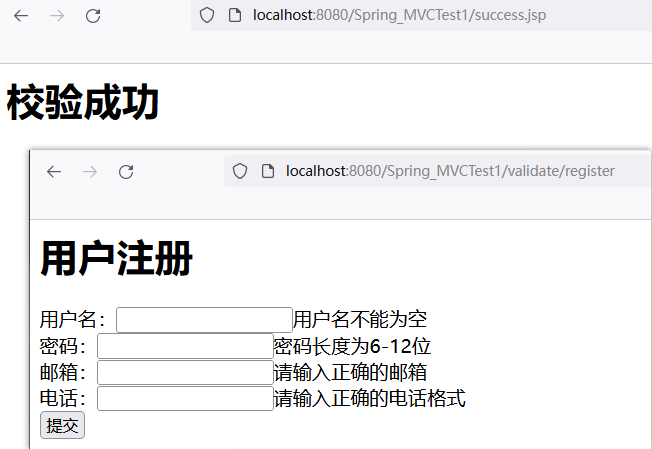 localhost:8080/Spring_MVCTest1/success.jsp
校验成功
localhost:8080/Spring_MVCTest1/validate/register
用户注册
用户名：用户名不能为空
密码：密码长度为6-12位
邮箱：请输入正确的邮箱
电话：请输入正确的电话格式
提交